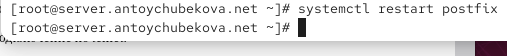 [root@server.antoychubekova.net ~]# systemctl restart postfix
[root@server.antoychubekova.net ~]#